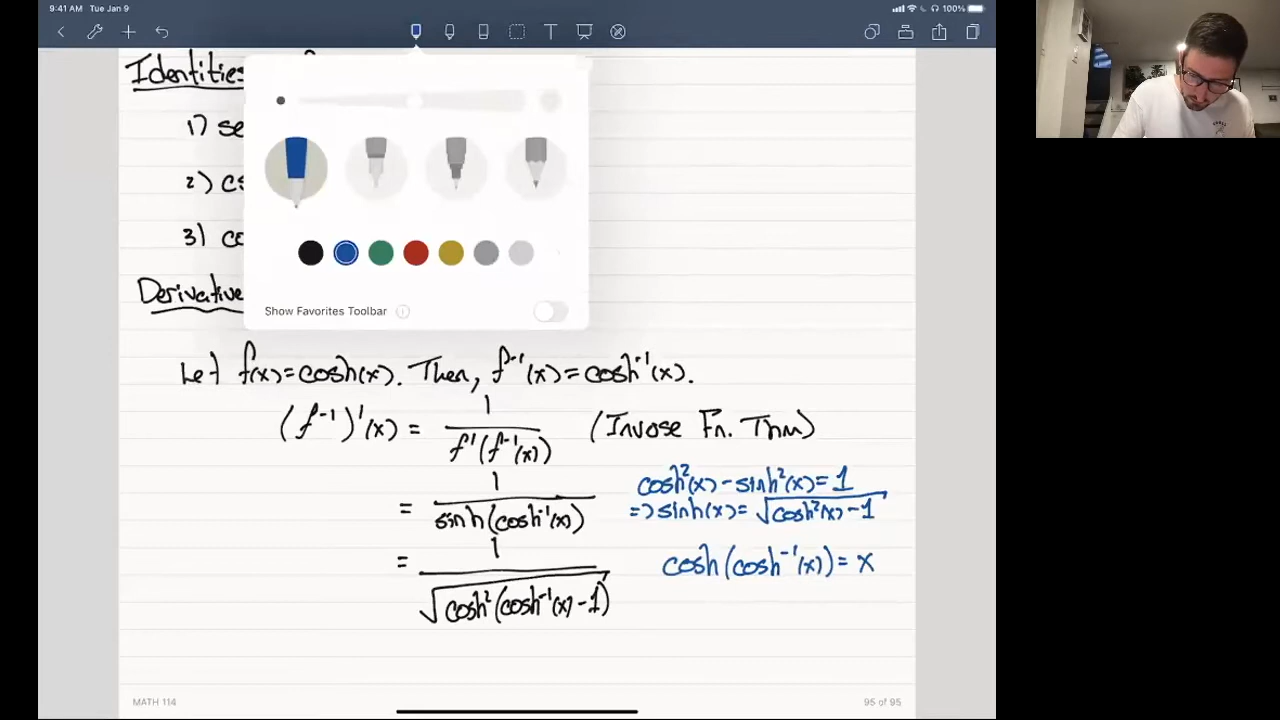 9:41 AM Tue Jan 9
100%
Identities
1) se
2) cs
3) co
Derivative
Show Favorites Toolbar
Let f(x)=cosh(x). Then, f⁻¹(x)=cosh⁻¹(x).
(f⁻¹)'(x) = 1/f'(f⁻¹(x)) (Invose Fn. Thm)
= 1/sinh(cosh⁻¹(x))
cosh²(x)-sinh²(x)=1
=>sinh(x)=√cosh²(x)-1
= 1/√cosh²(cosh⁻¹(x)-1)
cosh(cosh⁻¹(x))=x
MATH 114
95 of 95